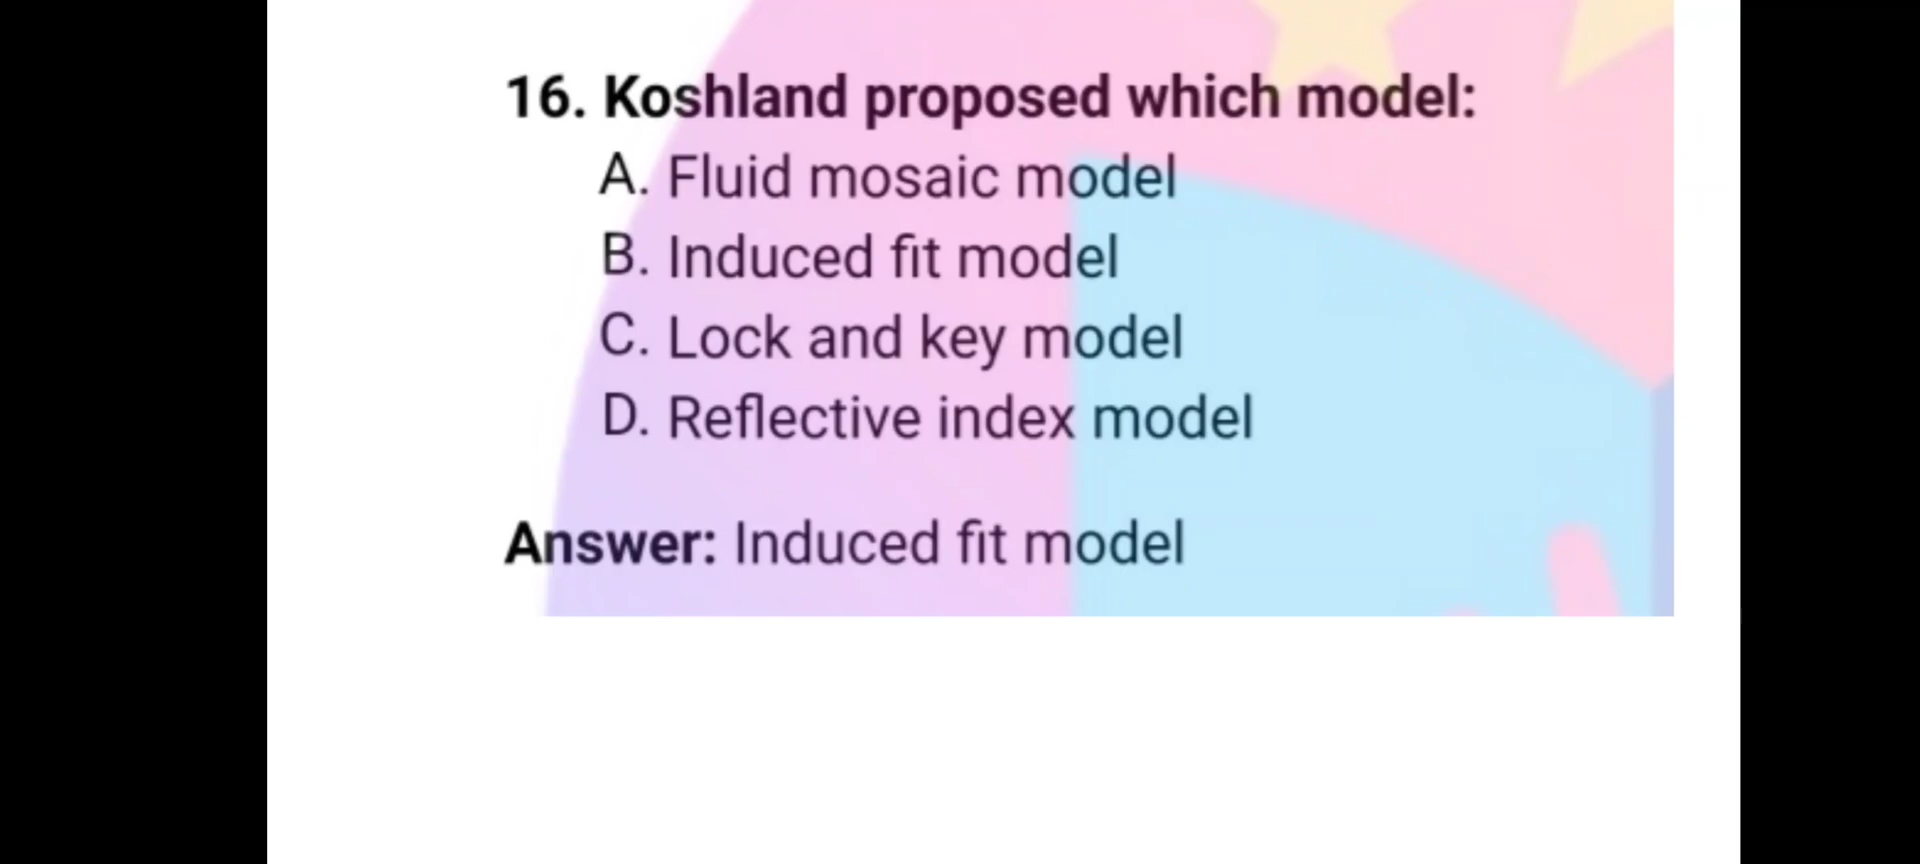 16. Koshland proposed which model:
A. Fluid mosaic model
B. Induced fit model
C. Lock and key model
D. Reflective index model
Answer: Induced fit model